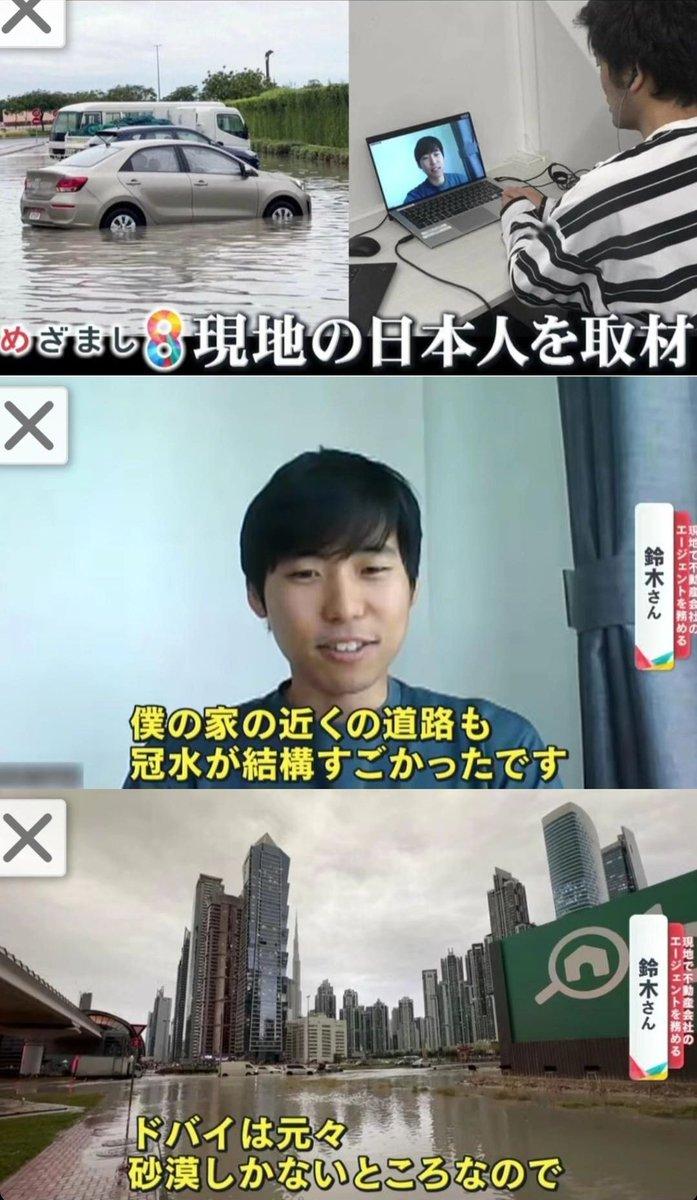 めざまし8 現地の日本人を取材
現地で不動産会社の
エージェントを務める
鈴木さん
僕の家の近くの道路も
冠水が結構すごかったです
現地で不動産会社の
エージェントを務める
鈴木さん
ドバイは元々
砂漠しかないところなので